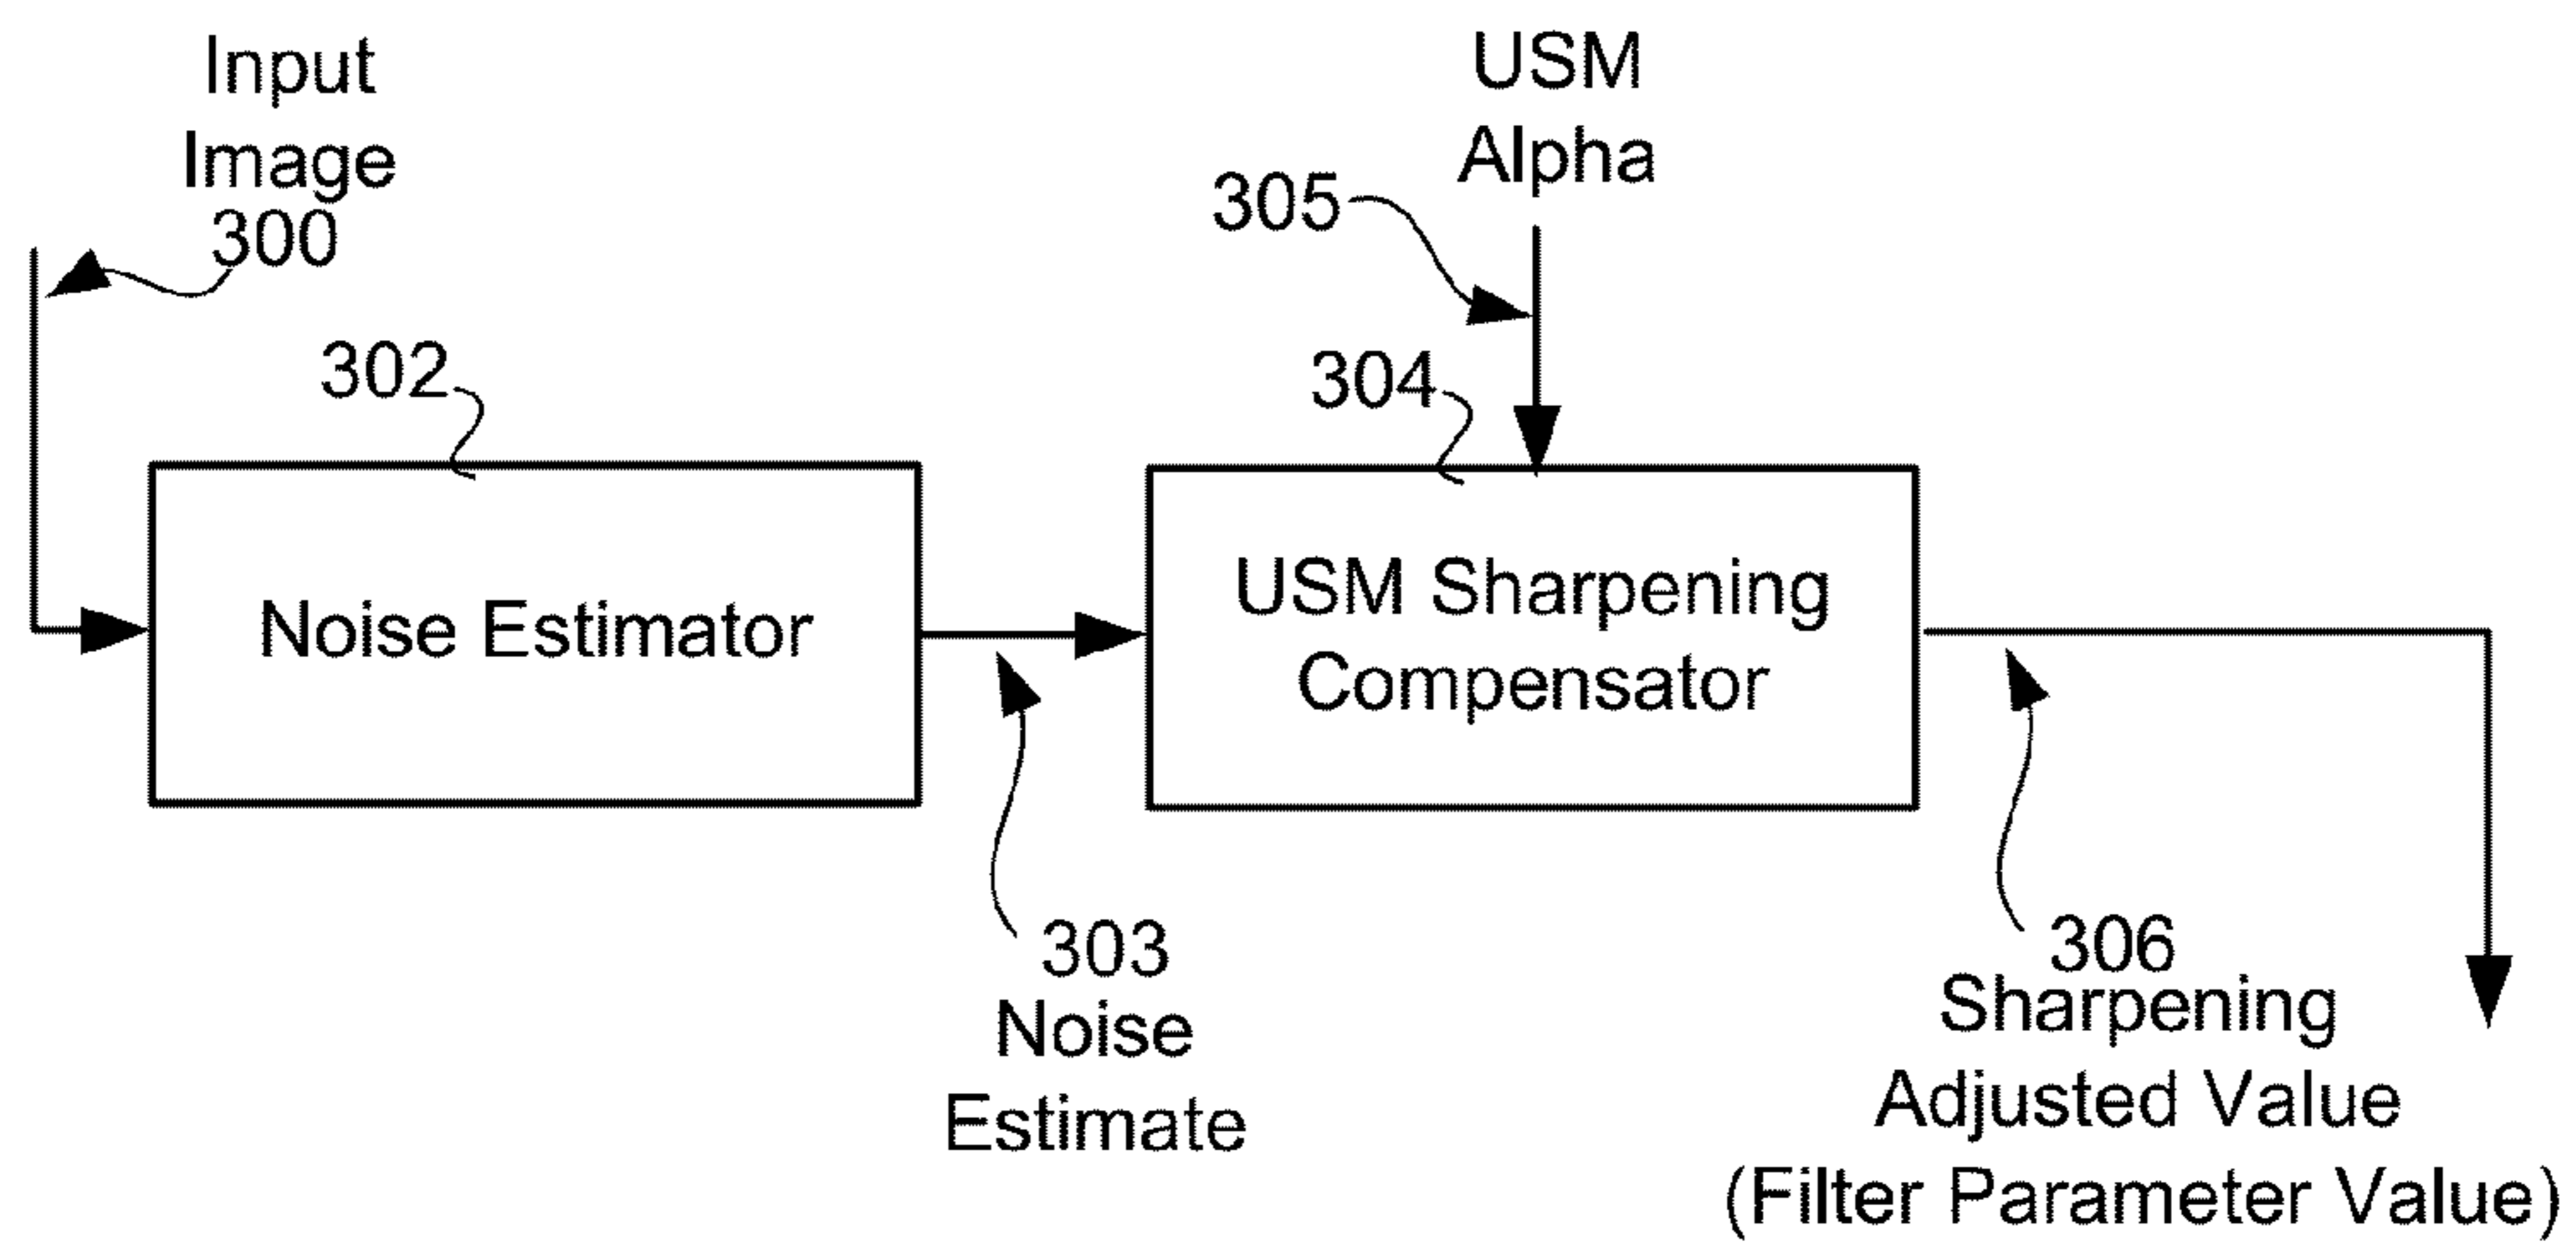 Input
Image
300
USM
Alpha
305
302
304
Noise Estimator
USM Sharpening
Compensator
303
Noise
Estimate
306
Sharpening
Adjusted Value
(Filter Parameter Value)